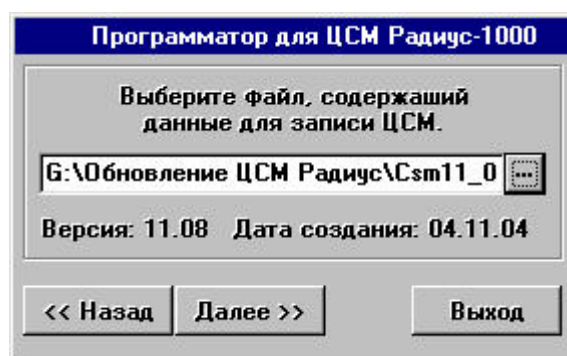 Программатор для ЦСМ Радиус-1000
Выберите файл, содержаший
данные для записи ЦСМ.
G:\Обновление ЦСМ Радиус\Csm11_0
...
Версия: 11.08 Дата создания: 04.11.04
<< Назад Далее >> Выход